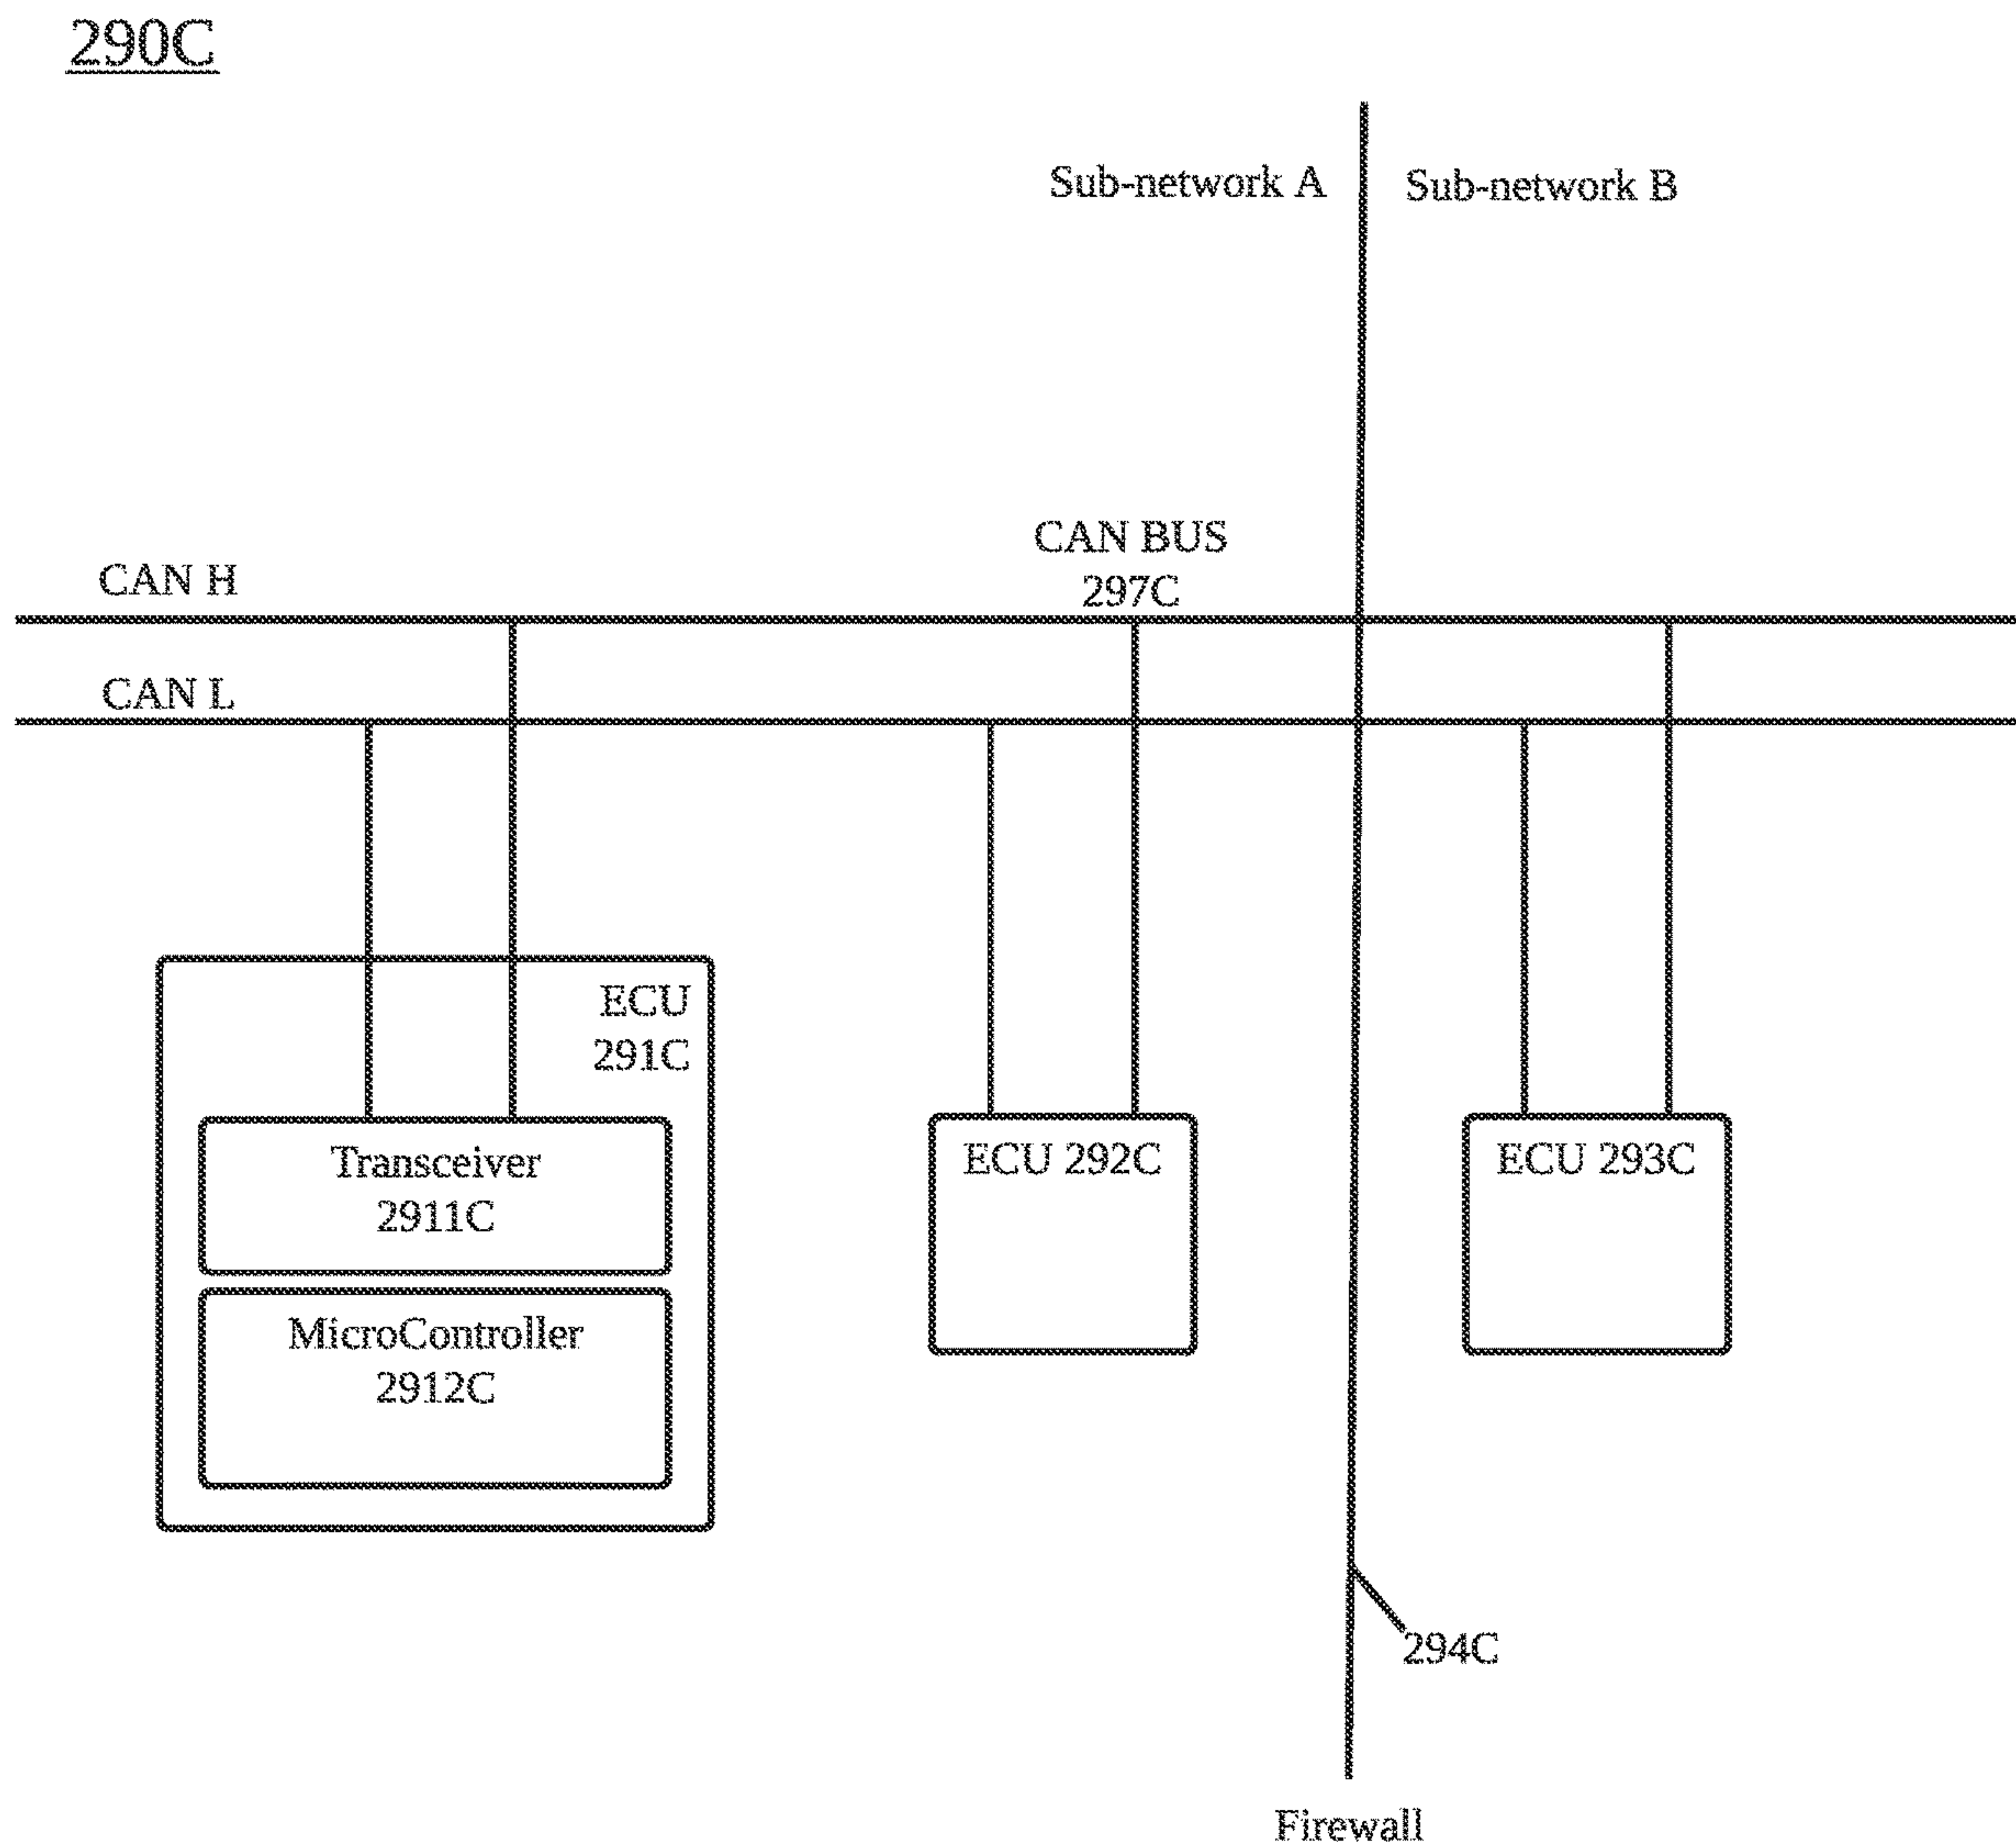 290C
Sub-network A
Sub-network B
CAN BUS
297C
CAN H
CAN L
ECU
291C
Transceiver
2911C
MicroController
2912C
ECU 292C
ECU 293C
294C
Firewall